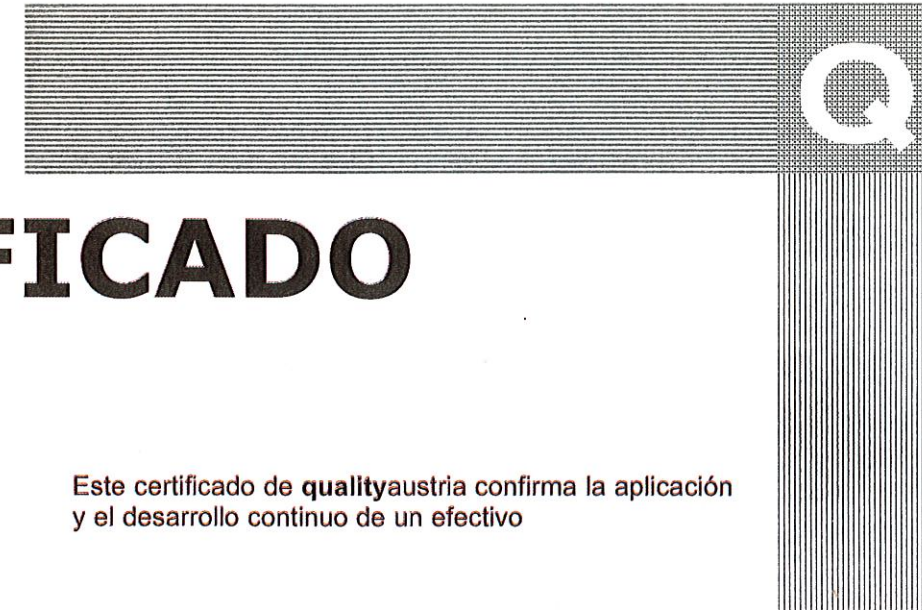 Q
FICADO
Este certificado de qualityaustria confirma la aplicación
y el desarrollo continuo de un efectivo